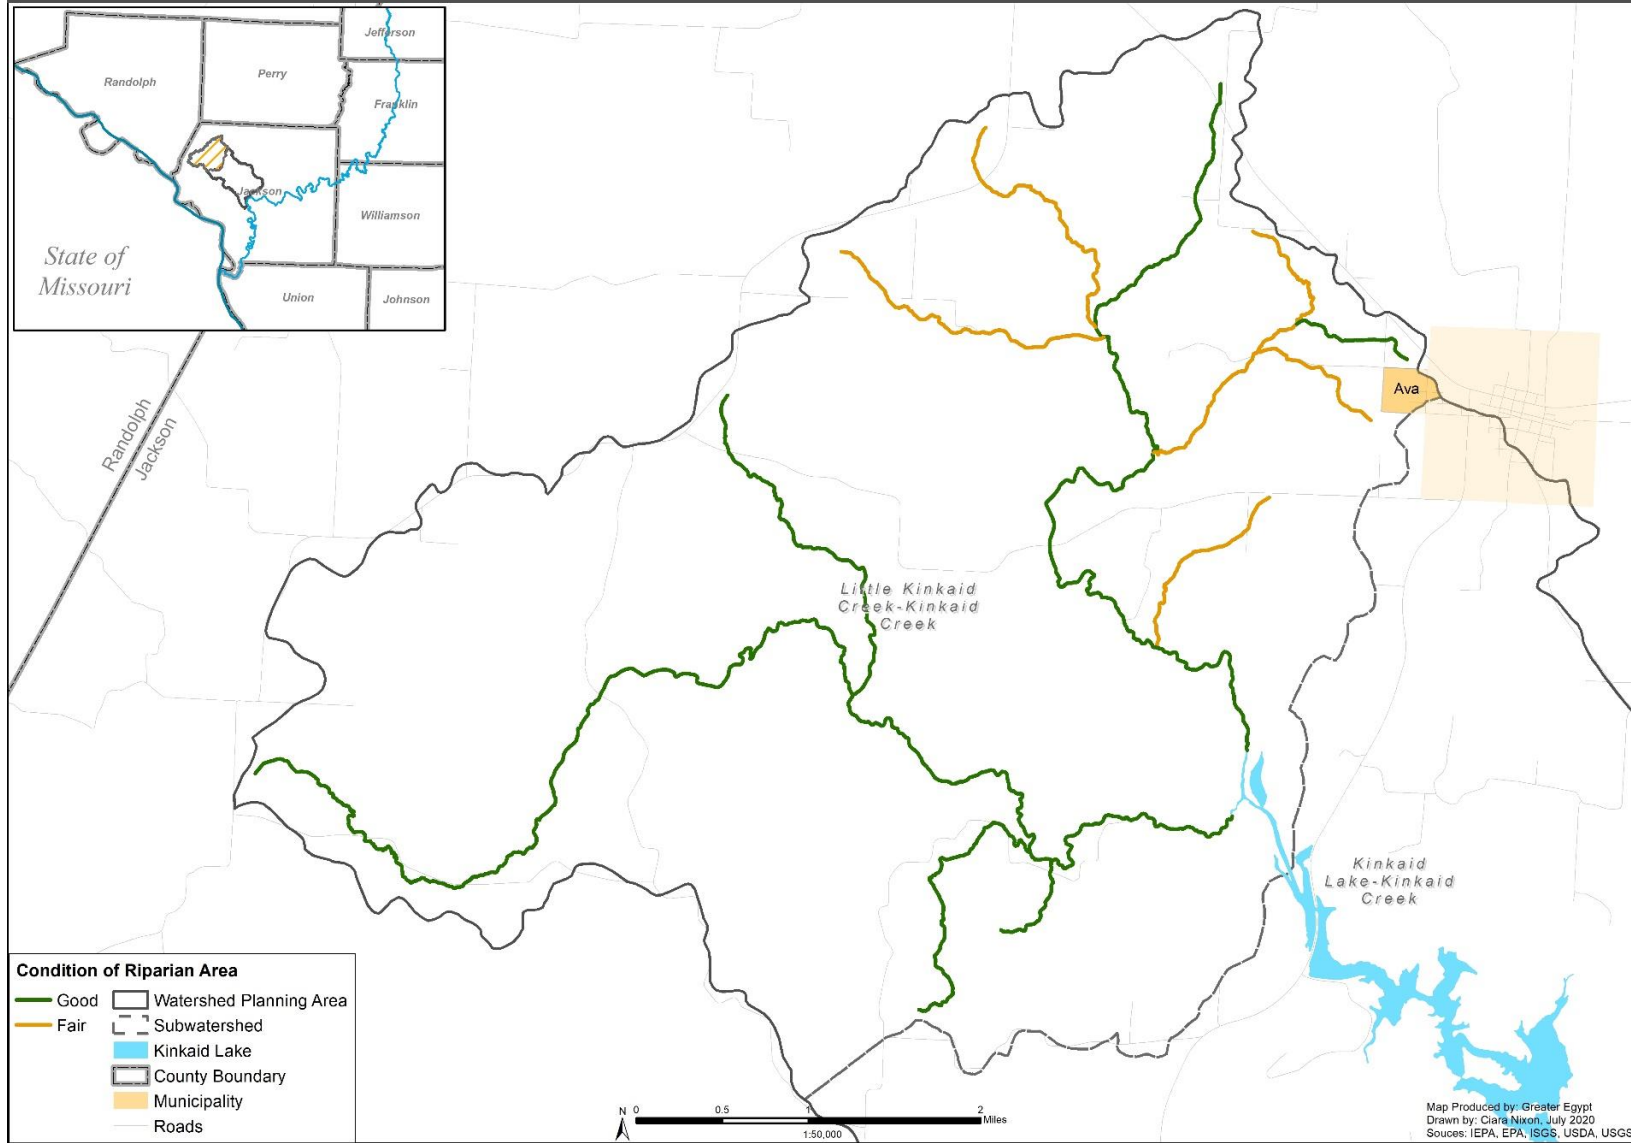 Jefferson
Randolph
Perry
Franklin
Jackson
Williamson
State of
Missouri
Union
Johnson
Randolph
Jackson
Ava
Little Kinkaid
Creek-Kinkaid
Creek
Kinkaid
Lake-Kinkaid
Creek
Condition of Riparian Area
Good
Fair
Watershed Planning Area
Subwatershed
Kinkaid Lake
County Boundary
Municipality
Roads
N 0 0.5 1 2
Miles
1:50,000
Map Produced by: Greater Egypt
Drawn by: Ciara Nixon, July 2020
Souces: IEPA, EPA, ISGS, USDA, USGS